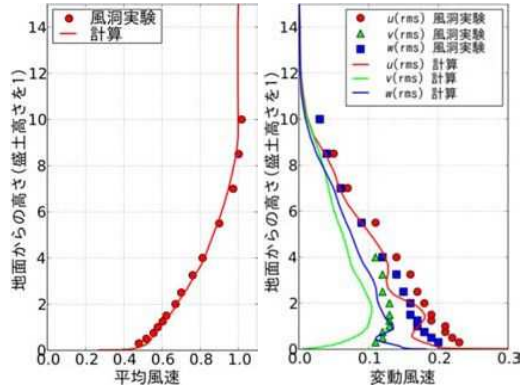 風洞実験
計算
地面からの高さ(盛土高さを1)
14
12
10
8
6
4
2
0
0.0 0.2 0.4 0.6 0.8 1.0
平均風速
u(rms) 風洞実験
v(rms) 風洞実験
w(rms) 風洞実験
u(rms) 計算
v(rms) 計算
w(rms) 計算
地面からの高さ(盛土高さを1)
14
12
10
8
6
4
2
0
0.0 0.1 0.2 0.3
変動風速